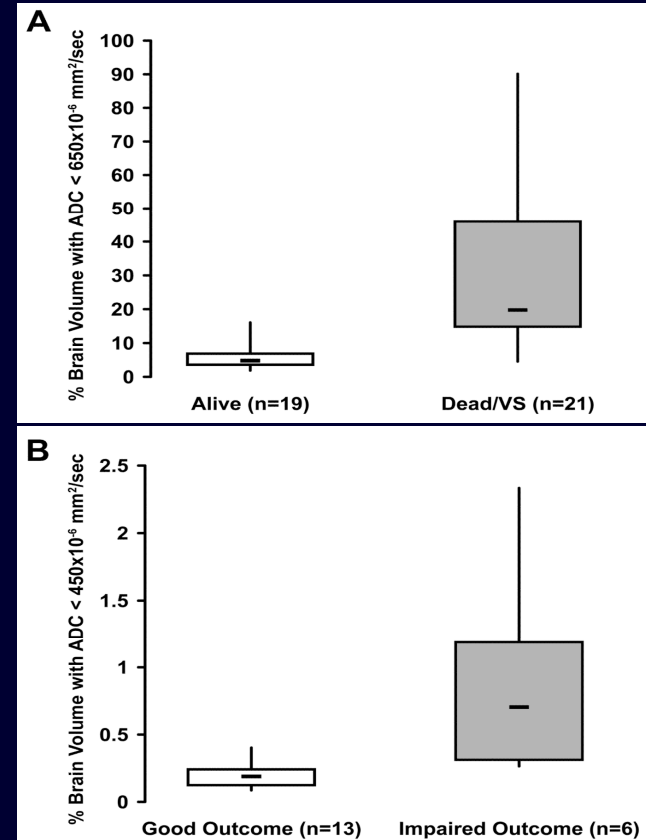 A
% Brain Volume with ADC < 650x10⁻⁶ mm²/sec
100
90
80
70
60
50
40
30
20
10
0
Alive (n=19) Dead/VS (n=21)
B
% Brain Volume with ADC < 450x10⁻⁶ mm²/sec
2.5
2
1.5
1
0.5
0
Good Outcome (n=13) Impaired Outcome (n=6)